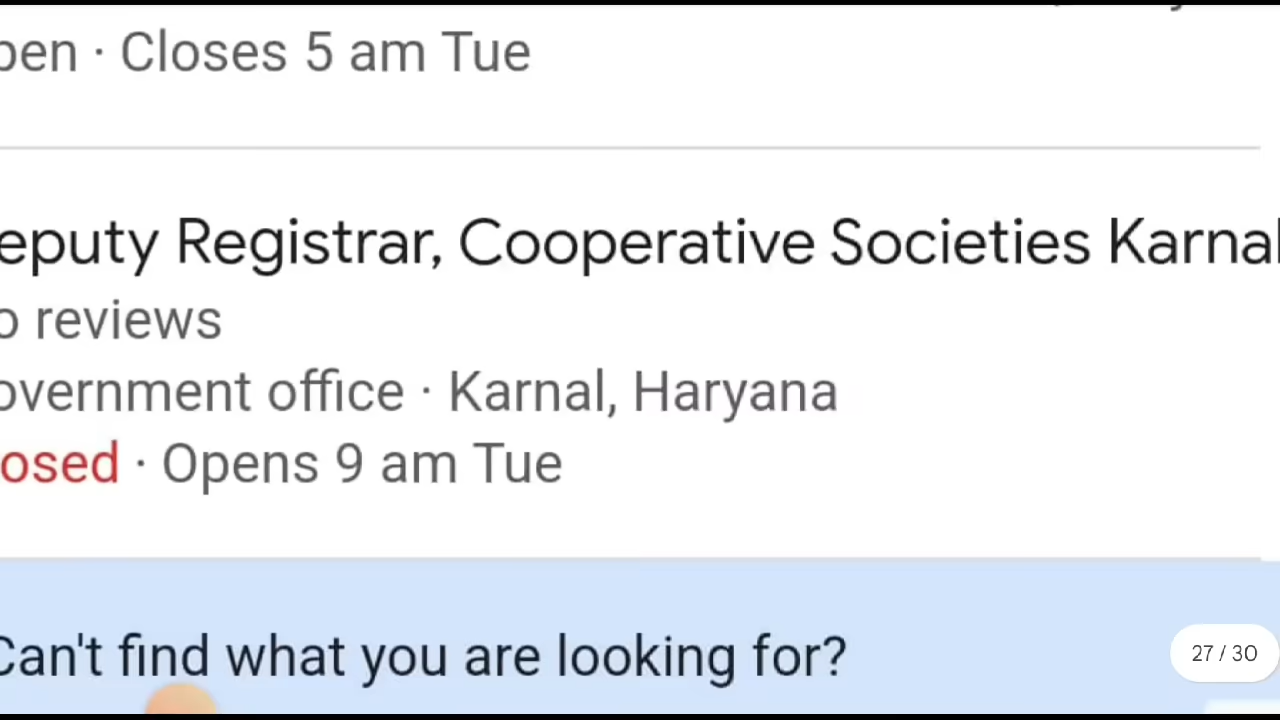 pen · Closes 5 am Tue
eputy Registrar, Cooperative Societies Karnal
o reviews
overnment office · Karnal, Haryana
osed · Opens 9 am Tue
Can't find what you are looking for?
27 / 30